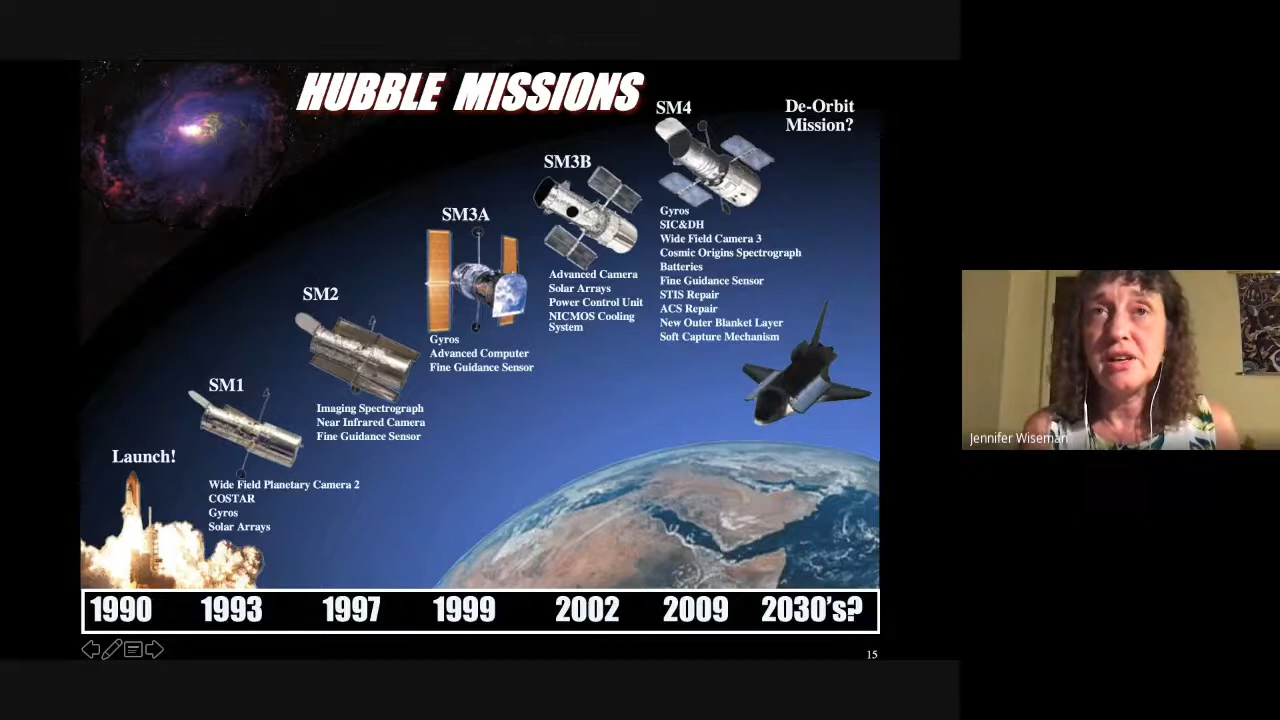 HUBBLE MISSIONS
SM4
De-Orbit
Mission?
SM3B
SM3A
Gyros
SIC&DH
Wide Field Camera 3
Cosmic Origins Spectrograph
Batteries
Fine Guidance Sensor
STIS Repair
ACS Repair
New Outer Blanket Layer
Soft Capture Mechanism
Advanced Camera
Solar Arrays
Power Control Unit
NICMOS Cooling
System
SM2
Gyros
Advanced Computer
Fine Guidance Sensor
SM1
Imaging Spectrograph
Near Infrared Camera
Fine Guidance Sensor
Launch!
Wide Field Planetary Camera 2
COSTAR
Gyros
Solar Arrays
1990 1993 1997 1999 2002 2009 2030's?
15
Jennifer Wiseman